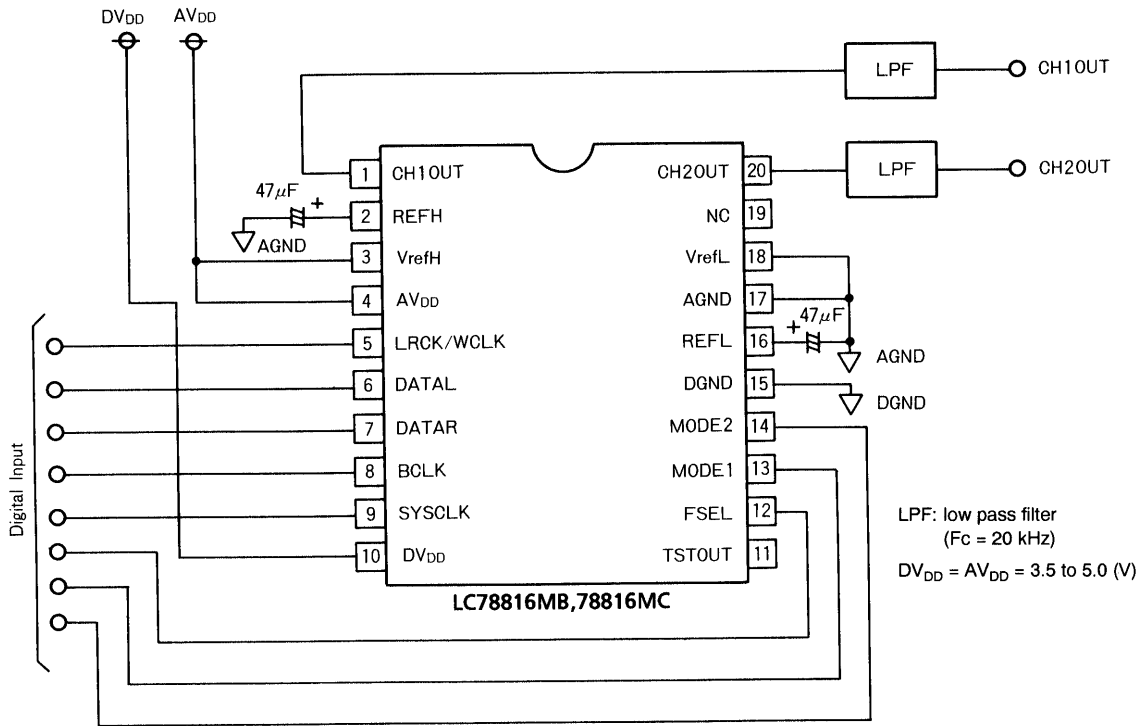 DVDD
AVDD
LPF
CH1OUT
LPF
CH2OUT
1
CH1OUT
CH2OUT
20
47μF
+
2
REFH
NC
19
AGND
3
VrefH
VrefL
18
4
AVDD
AGND
17
47μF
+
5
LRCK/WCLK
REFL
16
AGND
6
DATAL
DGND
15
DGND
7
DATAR
MODE2
14
8
BCLK
MODE1
13
9
SYSCLK
FSEL
12
10
DVDD
TSTOUT
11
Digital Input
LC78816MB,78816MC
LPF: low pass filter
(Fc = 20 kHz)
DVDD = AVDD = 3.5 to 5.0 (V)